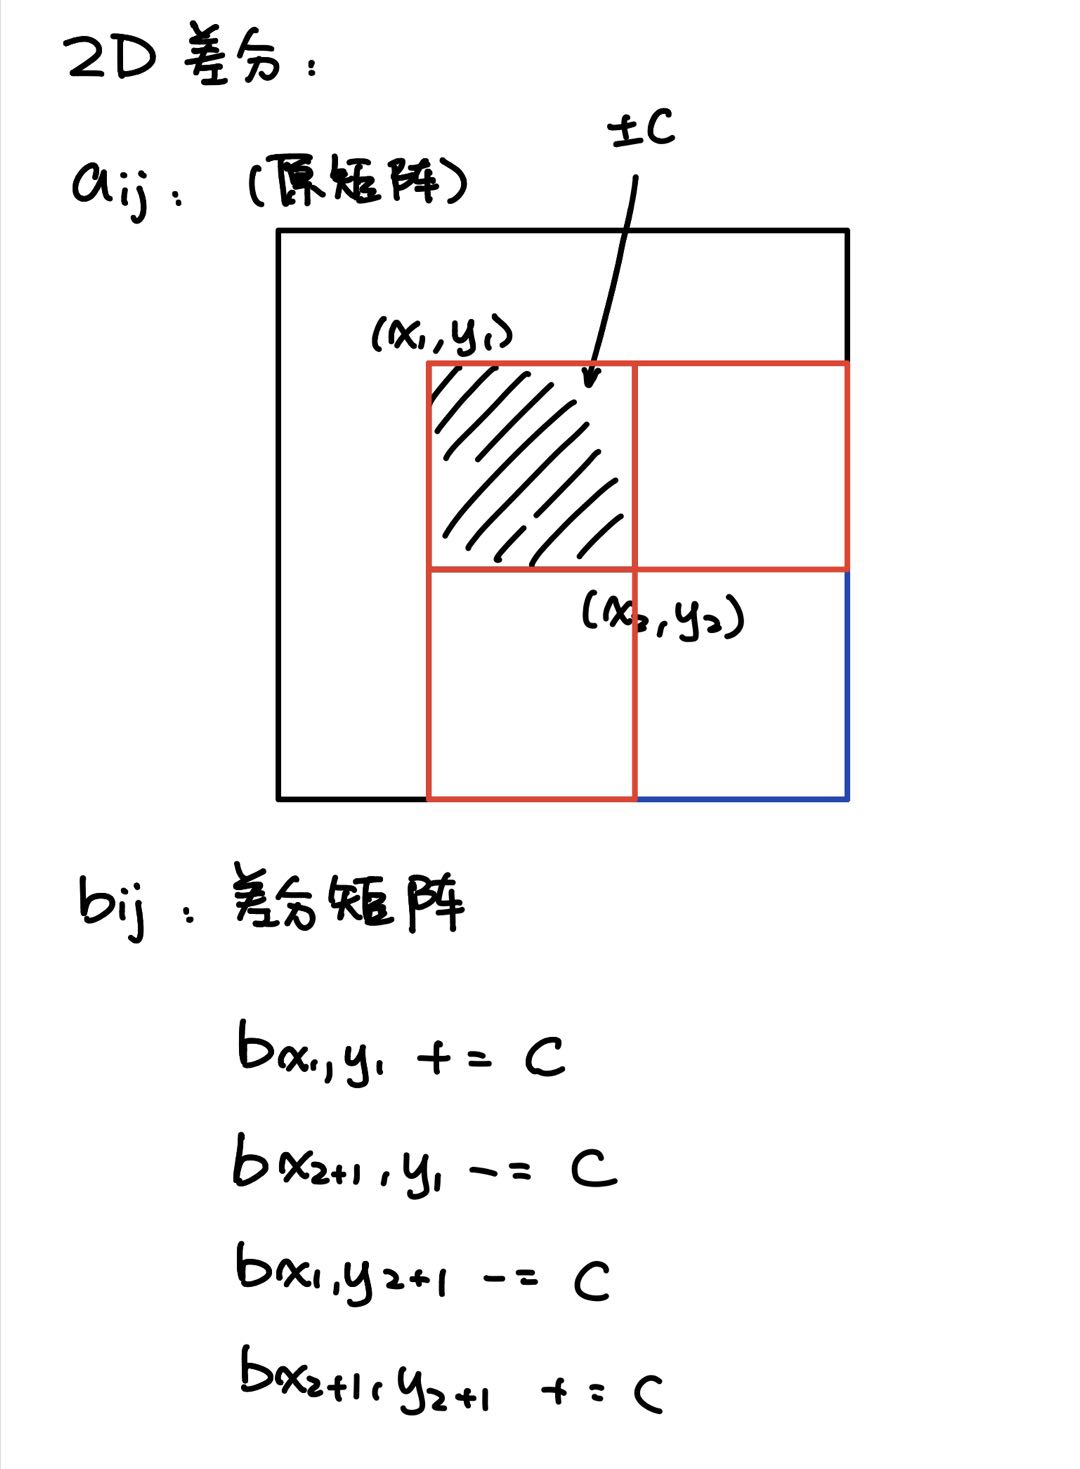 2D 差分：
±C
aij： (原矩阵)
(x1,y1)
(x2,y2)
bij： 差分矩阵
bx1,y1 += C
bx2+1,y1 -= C
bx1,y2+1 -= C
bx2+1,y2+1 += C